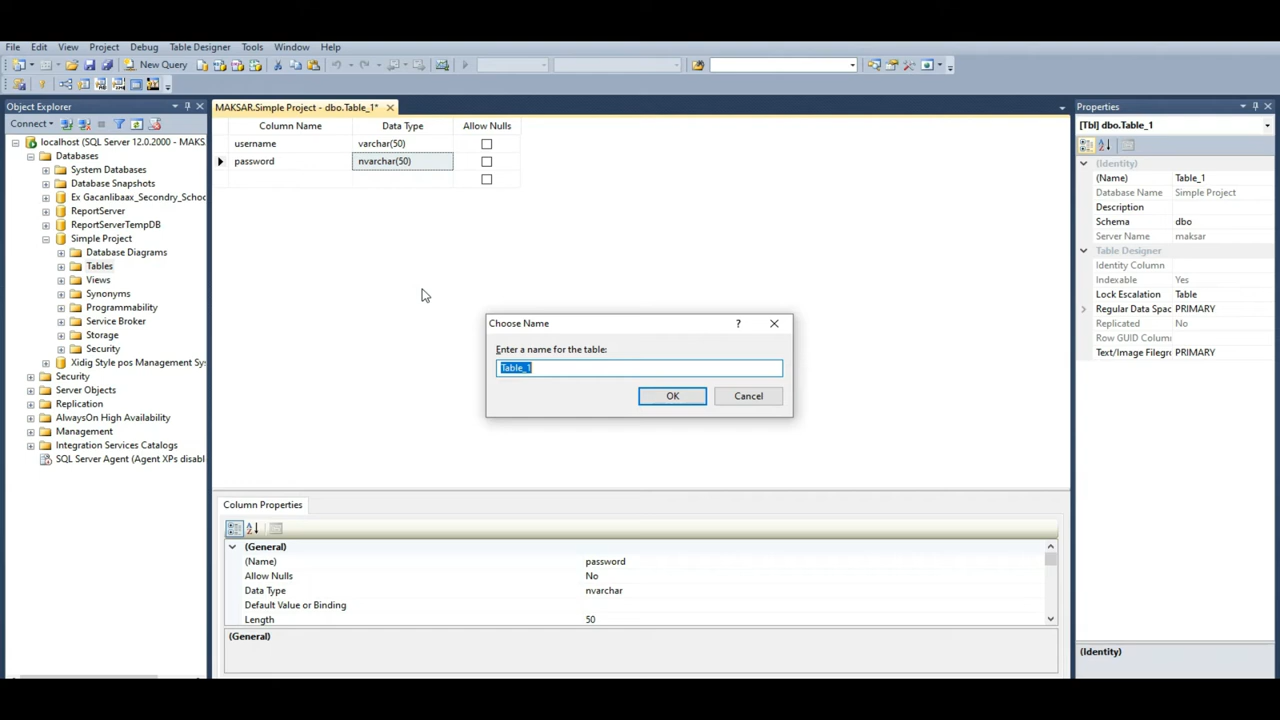 File Edit View Project Debug Table Designer Tools Window Help
New Query
Object Explorer
Connect
localhost (SQL Server 12.0.2000 - MAKSAR
Databases
System Databases
Database Snapshots
Ex Gacanlibaax_Secondry_Schoo
ReportServer
ReportServerTempDB
Simple Project
Database Diagrams
Tables
Views
Synonyms
Programmability
Service Broker
Storage
Security
Xidig Style pos Management Sy
Security
Server Objects
Replication
AlwaysOn High Availability
Management
Integration Services Catalogs
SQL Server Agent (Agent XPs disabl
MAKSAR.Simple Project - dbo.Table_1*
Column Name Data Type Allow Nulls
username varchar(50)
password nvarchar(50)
Choose Name
?
Enter a name for the table:
Table_1
OK Cancel
Column Properties
(General)
(Name) password
Allow Nulls No
Data Type nvarchar
Default Value or Binding
Length 50
(General)
Properties
[Tbl] dbo.Table_1
(Identity)
(Name) Table_1
Database Name Simple Project
Description
Schema dbo
Server Name maksar
Table Designer
Identity Column
Indexable Yes
Lock Escalation Table
Regular Data Spac PRIMARY
Replicated No
Row GUID Column
Text/Image Filegro PRIMARY
(Identity)